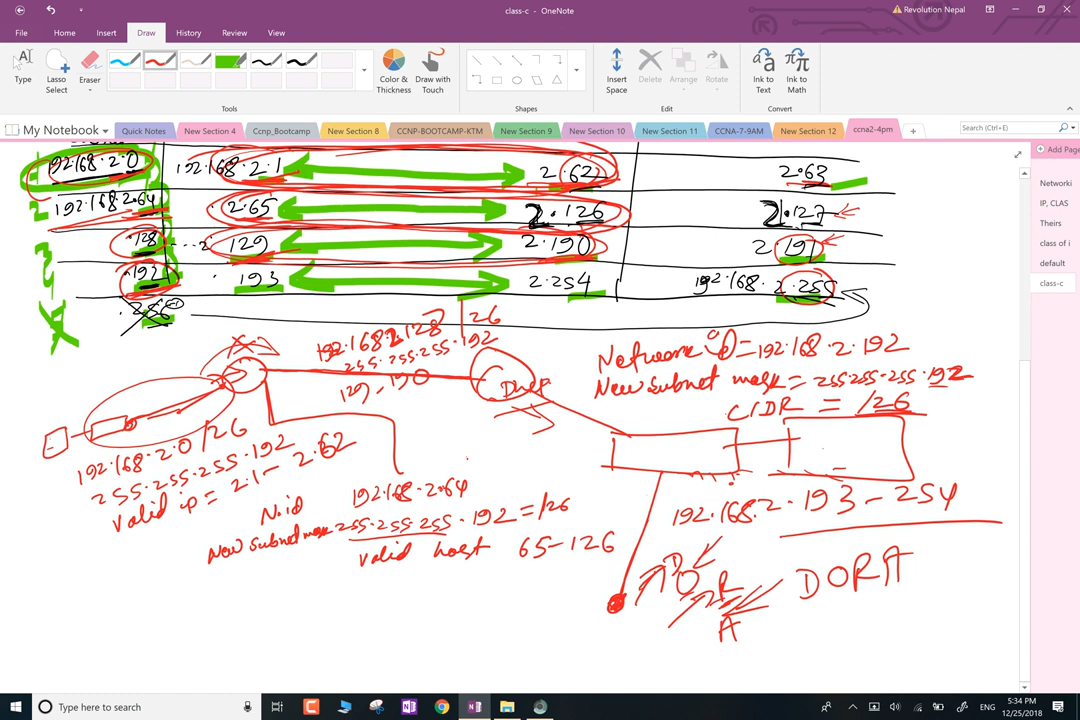 class-c - OneNote
Revolution Nepal
File Home Insert Draw History Review View
Type
Lasso Select
Eraser
Color & Thickness
Draw with Touch
Insert Space
Delete
Arrange
Rotate
Ink to Text
Ink to Math
Tools
Shapes
Edit
Convert
My Notebook
Quick Notes
New Section 4
Ccnp_Bootcamp
New Section 8
CCNP-BOOTCAMP-KTM
New Section 9
New Section 10
New Section 11
CCNA-7-9AM
New Section 12
ccna2-4pm
Search (Ctrl+E)
Add Page
Networki
IP, CLAS
Theirs
class of i
default
class-c
192.168.2.0 192.168.2.1 2.62 2.63
192.168.2.64 2.65 2.126 2.127
.128 ....2. 129 2.190 2.191
.192 .193 2.254 192.168.2.255
.256
192.168.2.128 /26
255.255.255.192
129-190
Dhcp
Network id = 192.168.2.192
New subnet mask = 255.255.255.192
CIDR = /26
192.168.2.0/26
255.255.255.192
Valid ip = 2.1 - 2.62
N.id 192.168.2.64
New subnet mask 255.255.255.192 = /26
Valid host 65-126
192.168.2.193-254
D
O
R
A
DORA
Type here to search
ENG
5:34 PM
12/25/2018